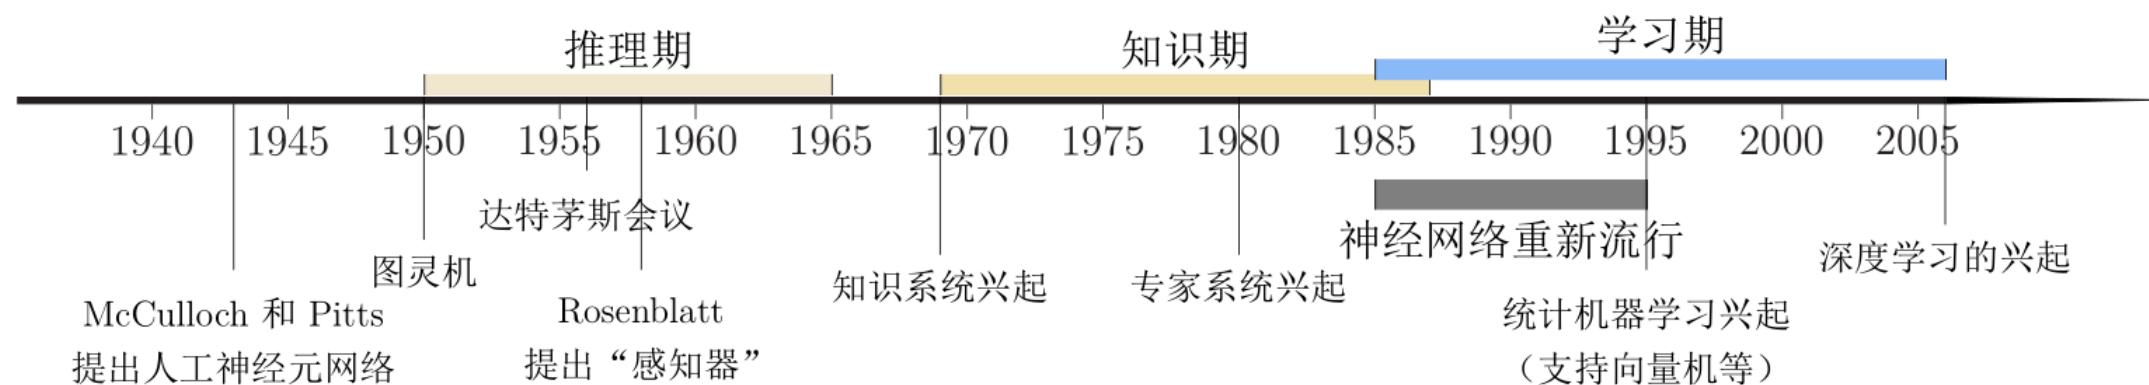 推理期
知识期
学习期
1940 1945 1950 1955 1960 1965 1970 1975 1980 1985 1990 1995 2000 2005
达特茅斯会议
神经网络重新流行
图灵机
知识系统兴起
专家系统兴起
深度学习的兴起
McCulloch 和 Pitts
提出人工神经元网络
Rosenblatt
提出“感知器”
统计机器学习兴起
（支持向量机等）